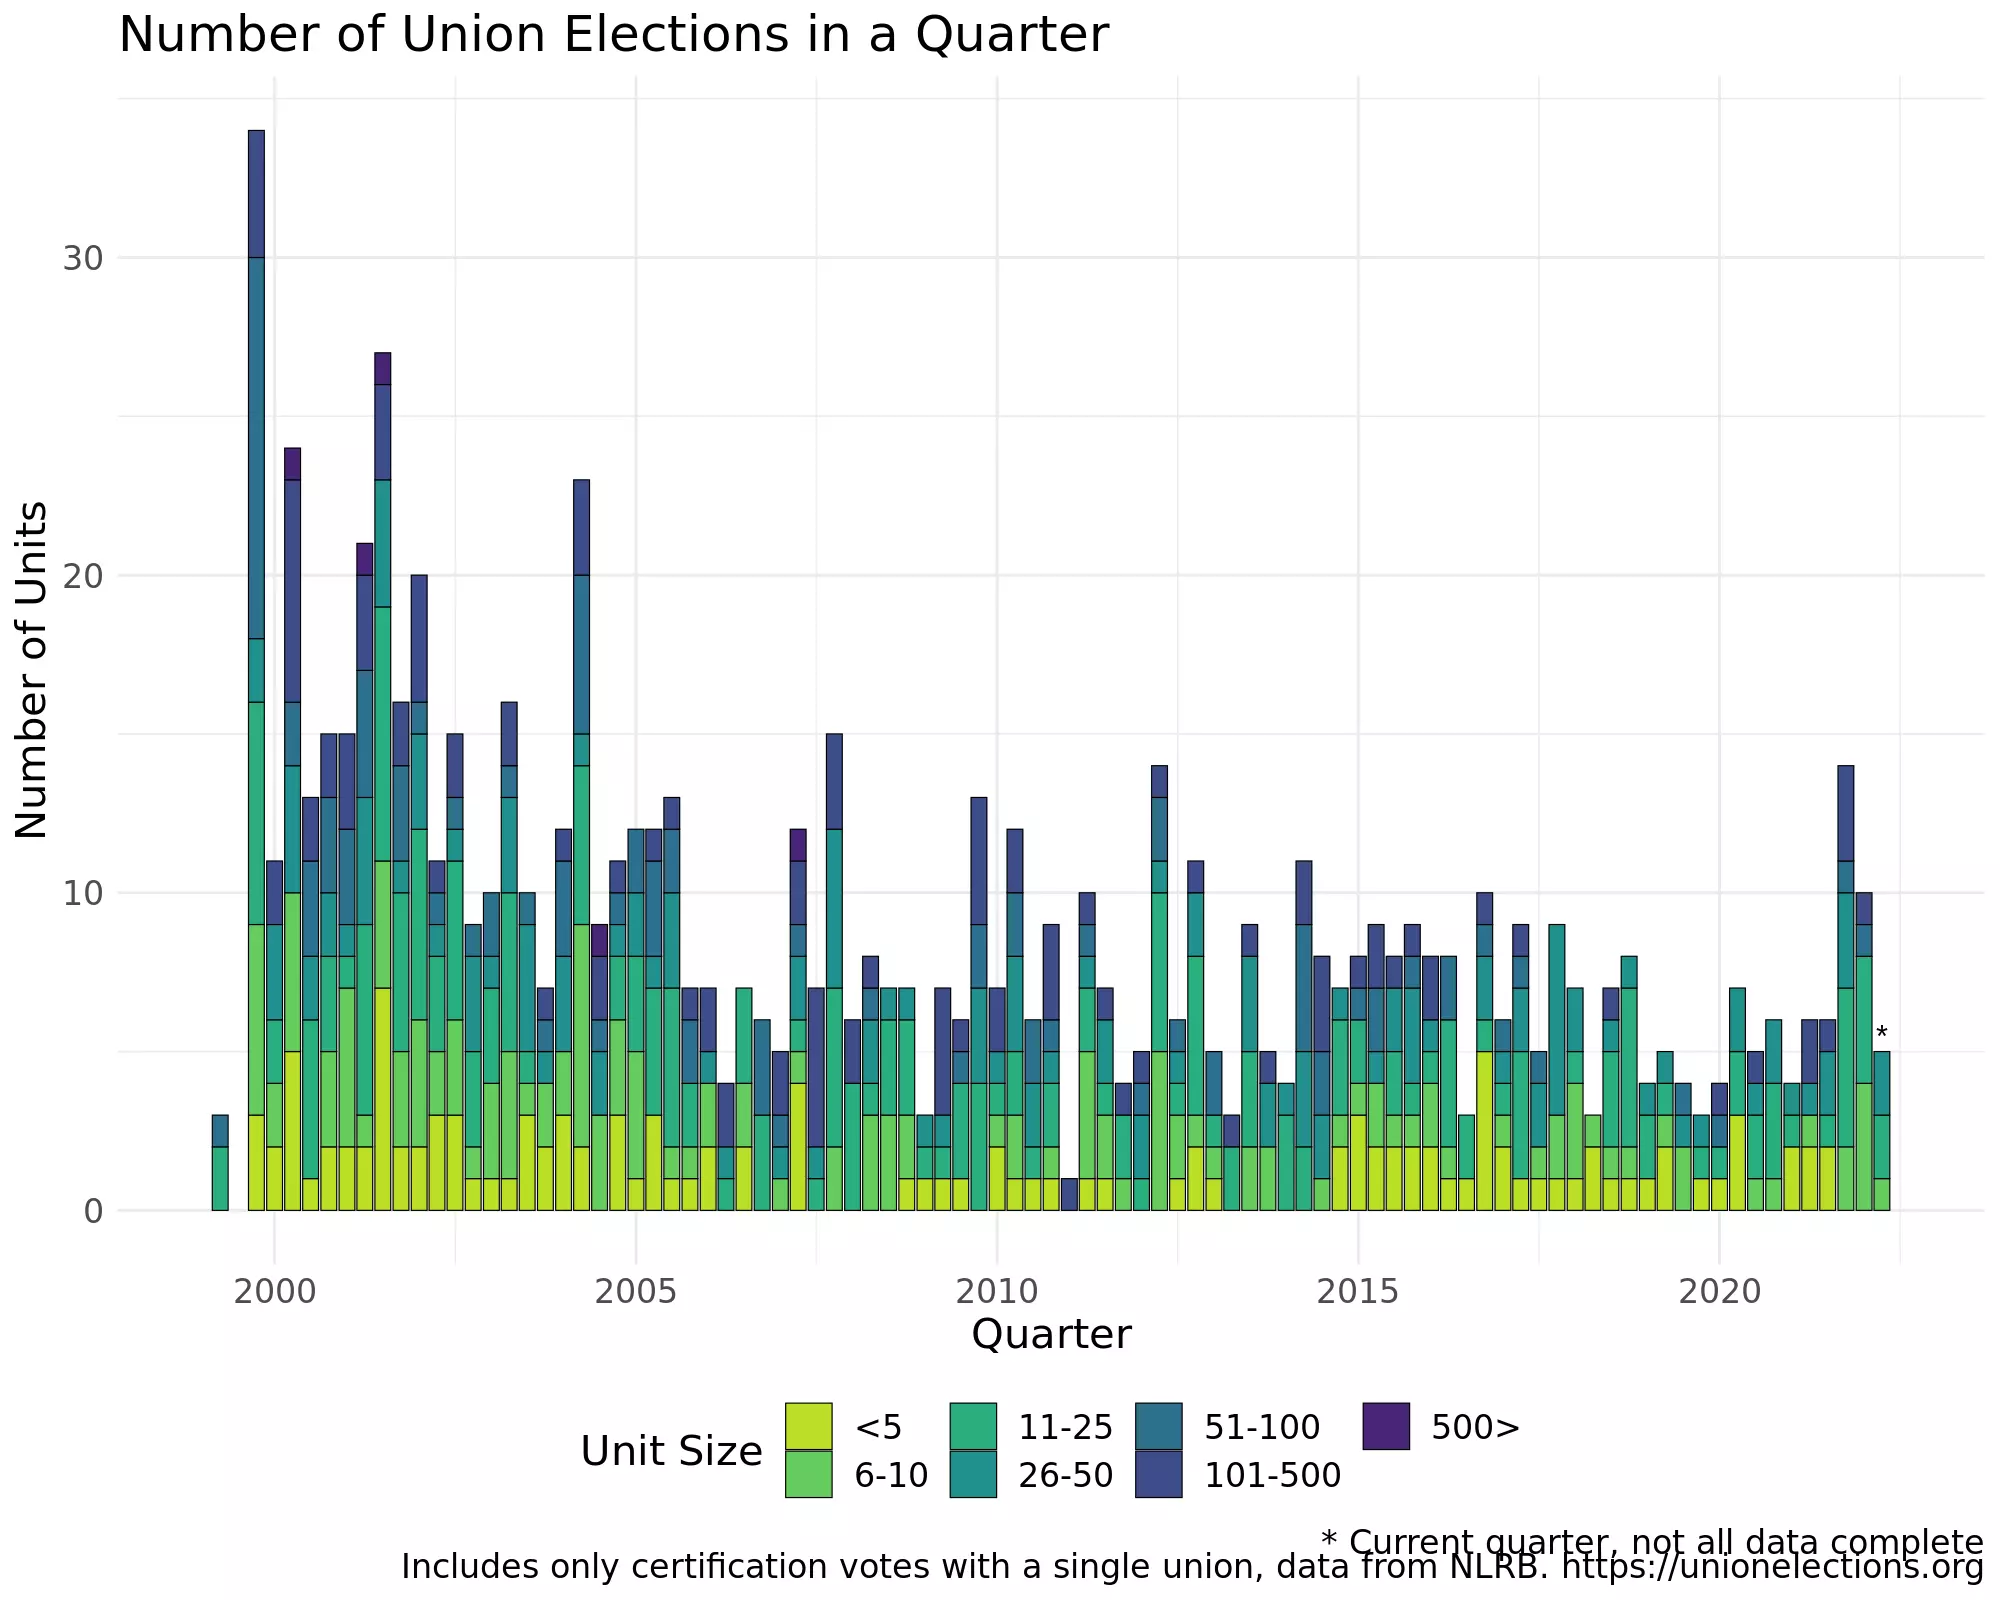 Number of Union Elections in a Quarter
Number of Units
30
20
10
0
*
2000 2005 2010 2015 2020
Quarter
Unit Size
<5 11-25 51-100 500>
6-10 26-50 101-500
* Current quarter, not all data complete
Includes only certification votes with a single union, data from NLRB. https://unionelections.org